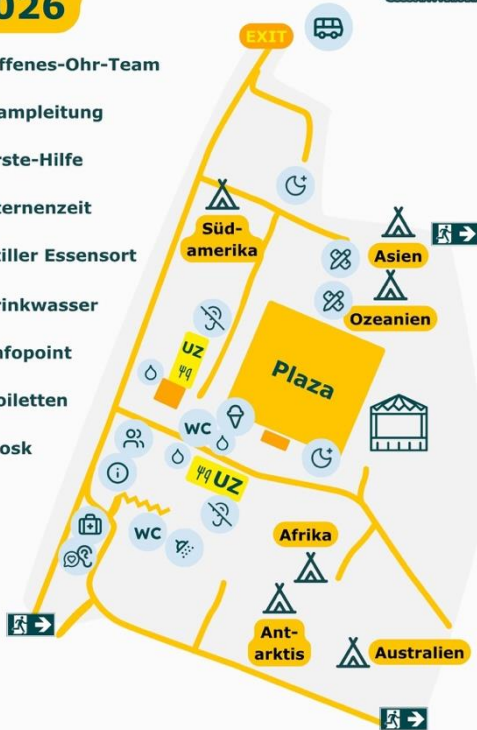 026
ffenes-Ohr-Team
ampleitung
rste-Hilfe
ternenzeit
tiller Essensort
rinkwasser
nfopoint
oiletten
osk
EXIT
Süd-
amerika
Asien
Ozeanien
UZ
Plaza
WC
UZ
WC
Afrika
Ant-
arktis
Australien